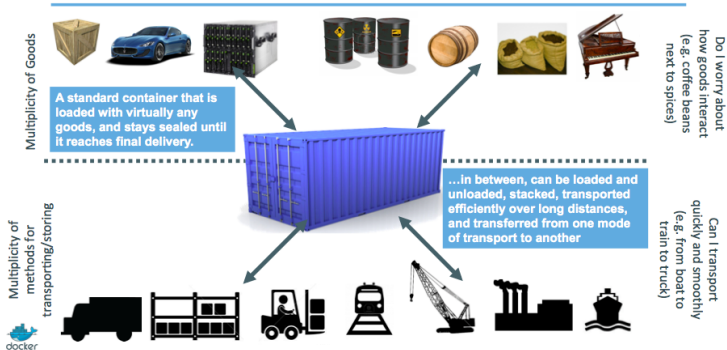 Multiplicity of Goods
Do I worry about
how goods interact
(e.g. coffee beans
next to spices)
A standard container that is
loaded with virtually any
goods, and stays sealed until
it reaches final delivery.
…in between, can be loaded and
unloaded, stacked, transported
efficiently over long distances,
and transferred from one mode
of transport to another
Multiplicity of
methods for
transporting/storing
Can I transport
quickly and smoothly
(e.g. from boat to
train to truck)
docker